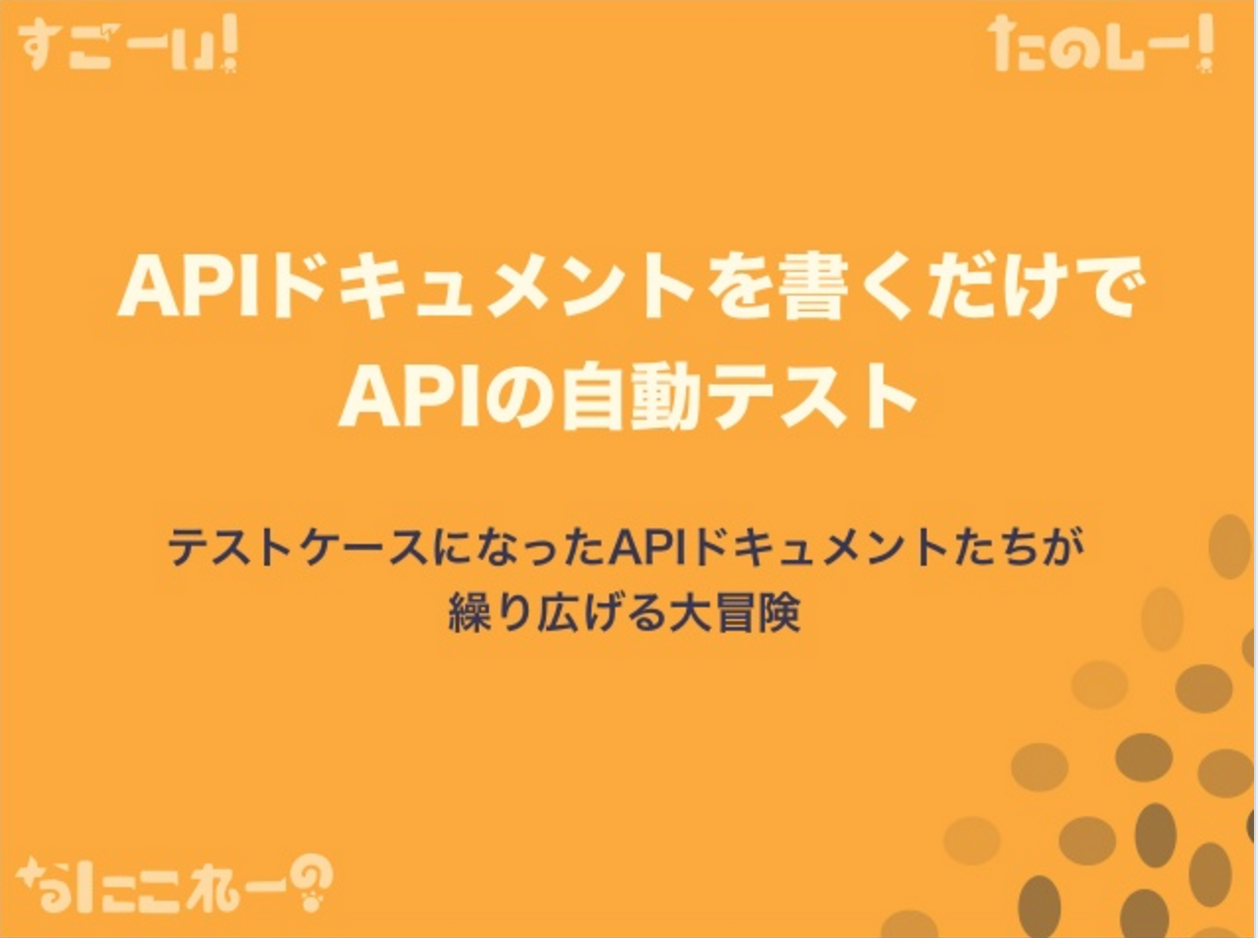 すごーい!
たのしー!
APIドキュメントを書くだけで
APIの自動テスト
テストケースになったAPIドキュメントたちが
繰り広げる大冒険
なにこれー?